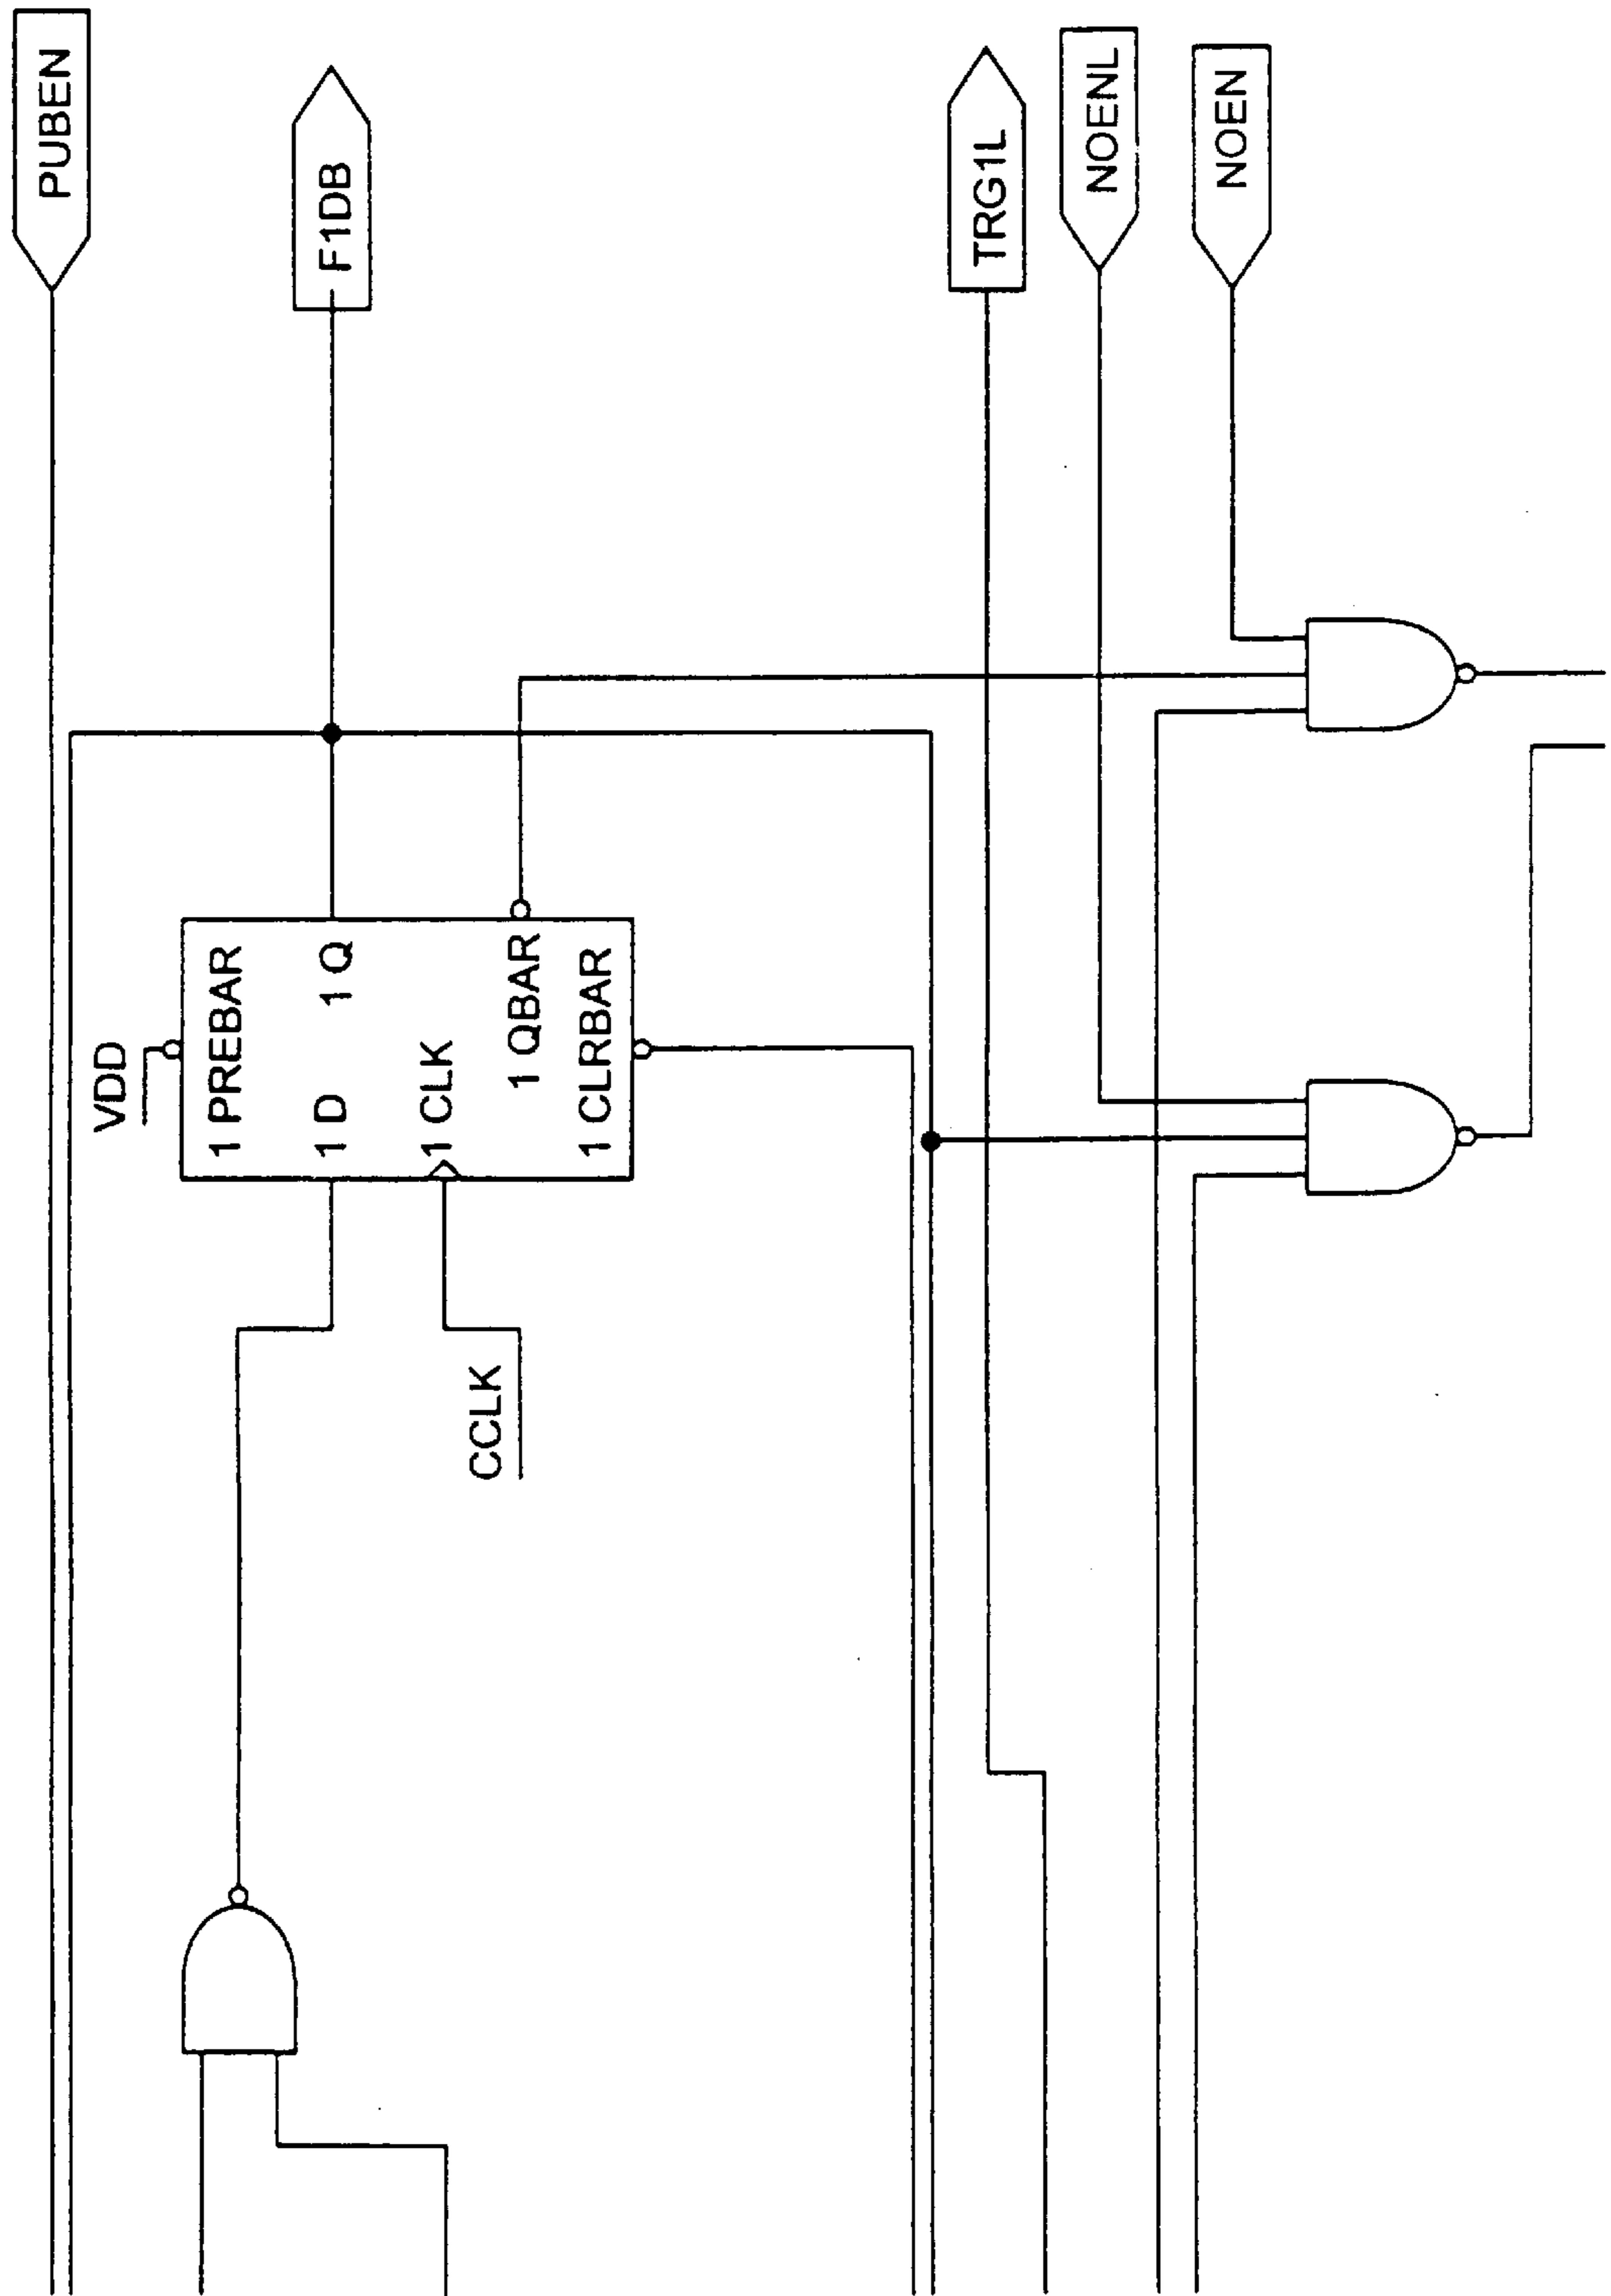 PUBEN
F1DB
VDD
1 PREBAR
1 D
1 Q
1 CLK
1 QBAR
1 CLRBAR
CCLK
TRG1L
NOENL
NOEN